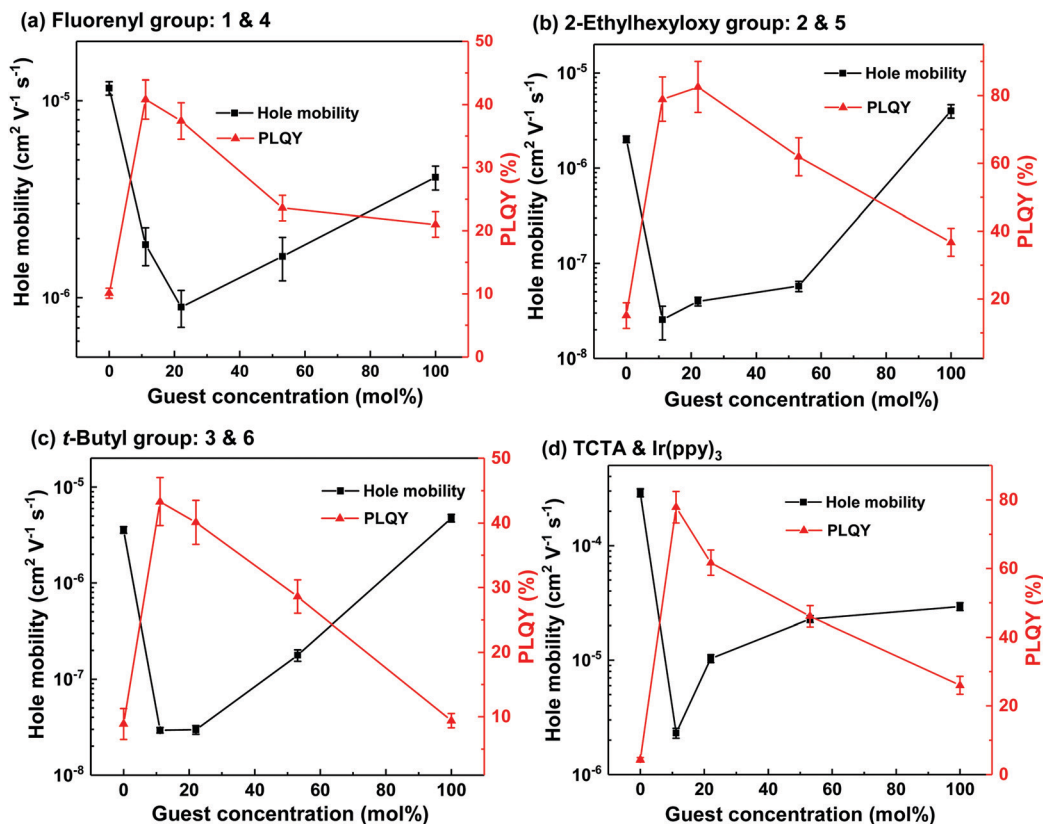 (a) Fluorenyl group: 1 & 4
Hole mobility (cm² V⁻¹ s⁻¹)
10⁻⁵
10⁻⁶
Hole mobility
PLQY
50
40
30
20
10
0
PLQY (%)
0 20 40 60 80 100
Guest concentration (mol%)
(b) 2-Ethylhexyloxy group: 2 & 5
Hole mobility (cm² V⁻¹ s⁻¹)
10⁻⁵
10⁻⁶
10⁻⁷
10⁻⁸
Hole mobility
PLQY
80
60
40
20
PLQY (%)
0 20 40 60 80 100
Guest concentration (mol%)
(c) t-Butyl group: 3 & 6
Hole mobility (cm² V⁻¹ s⁻¹)
10⁻⁵
10⁻⁶
10⁻⁷
10⁻⁸
Hole mobility
PLQY
50
40
30
20
10
PLQY (%)
0 20 40 60 80 100
Guest concentration (mol%)
(d) TCTA & Ir(ppy)₃
Hole mobility (cm² V⁻¹ s⁻¹)
10⁻⁴
10⁻⁵
10⁻⁶
Hole mobility
PLQY
80
60
40
20
0
PLQY (%)
0 20 40 60 80 100
Guest concentration (mol%)